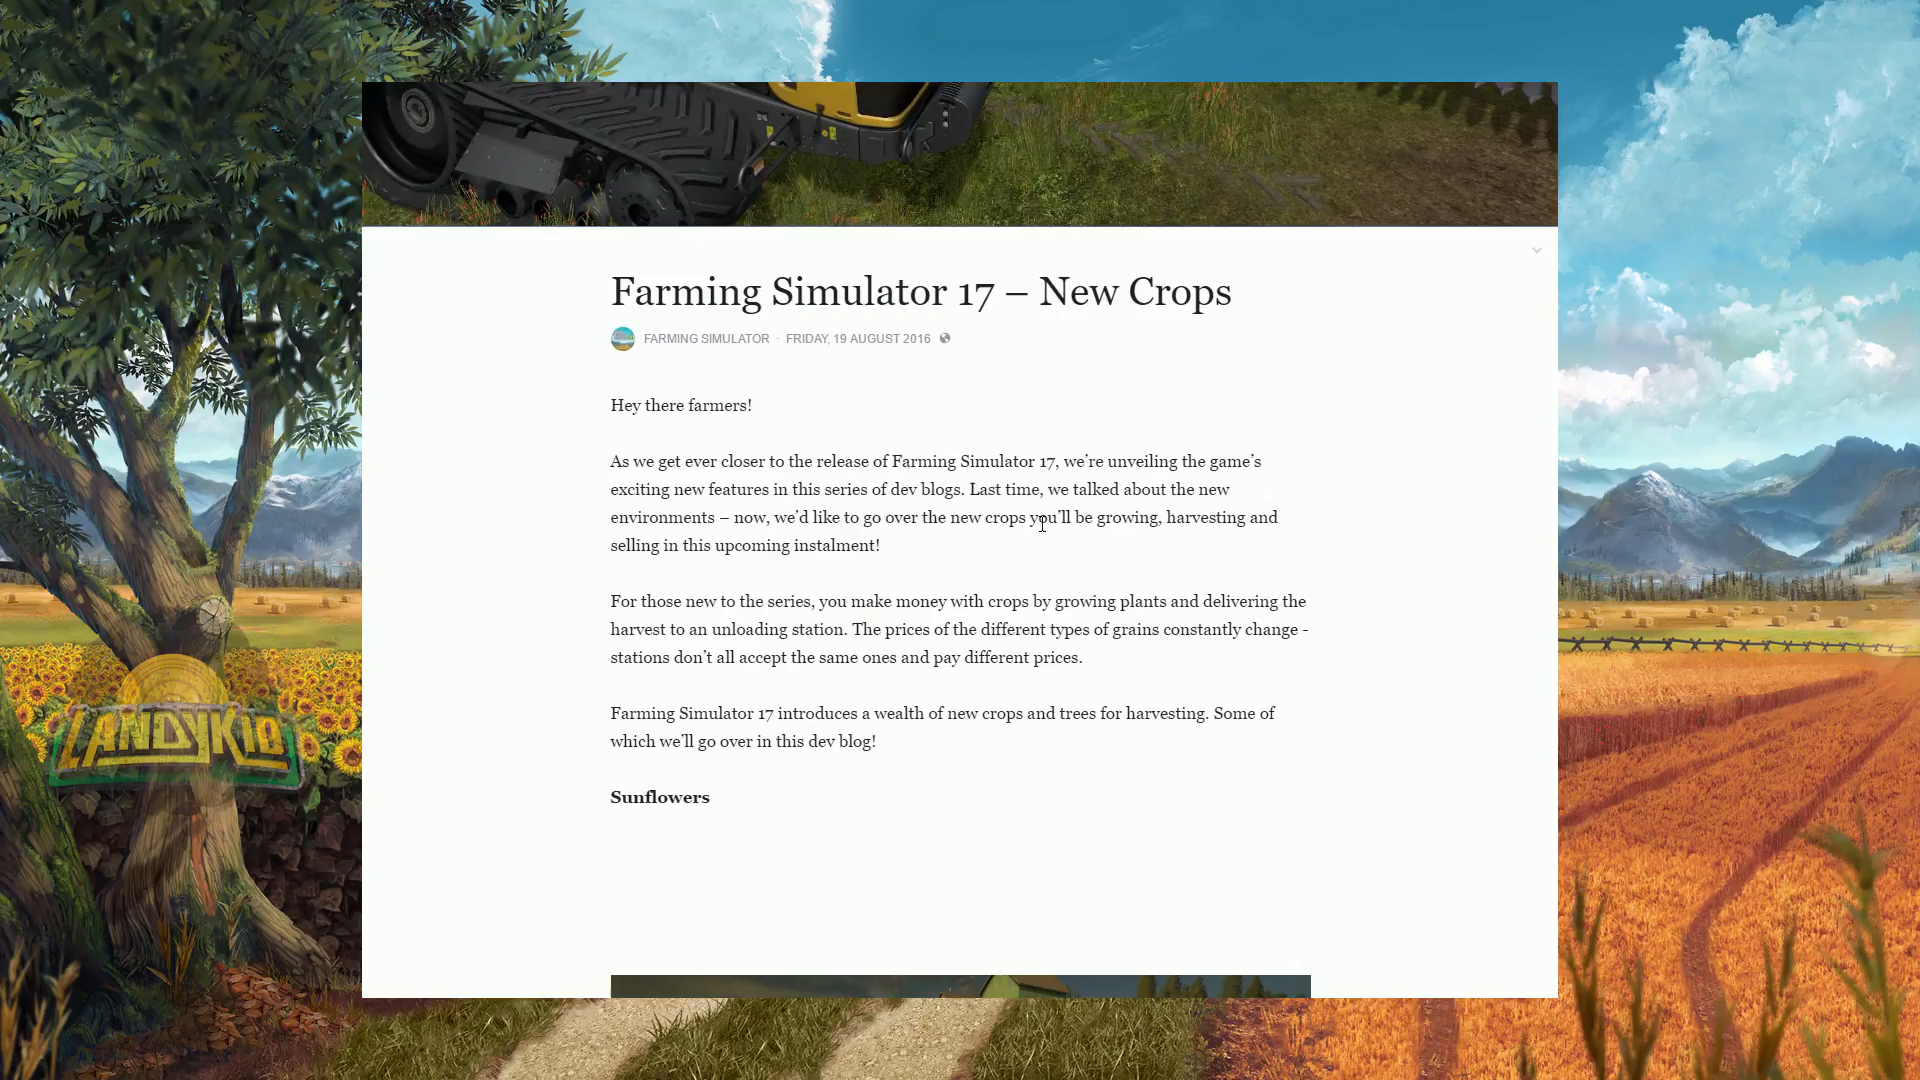 Farming Simulator 17 – New Crops
FARMING SIMULATOR · FRIDAY, 19 AUGUST 2016
Hey there farmers!
As we get ever closer to the release of Farming Simulator 17, we’re unveiling the game’s
exciting new features in this series of dev blogs. Last time, we talked about the new
environments – now, we’d like to go over the new crops you’ll be growing, harvesting and
selling in this upcoming instalment!
For those new to the series, you make money with crops by growing plants and delivering the
harvest to an unloading station. The prices of the different types of grains constantly change -
stations don’t all accept the same ones and pay different prices.
Farming Simulator 17 introduces a wealth of new crops and trees for harvesting. Some of
which we’ll go over in this dev blog!
LANDYKID
Sunflowers